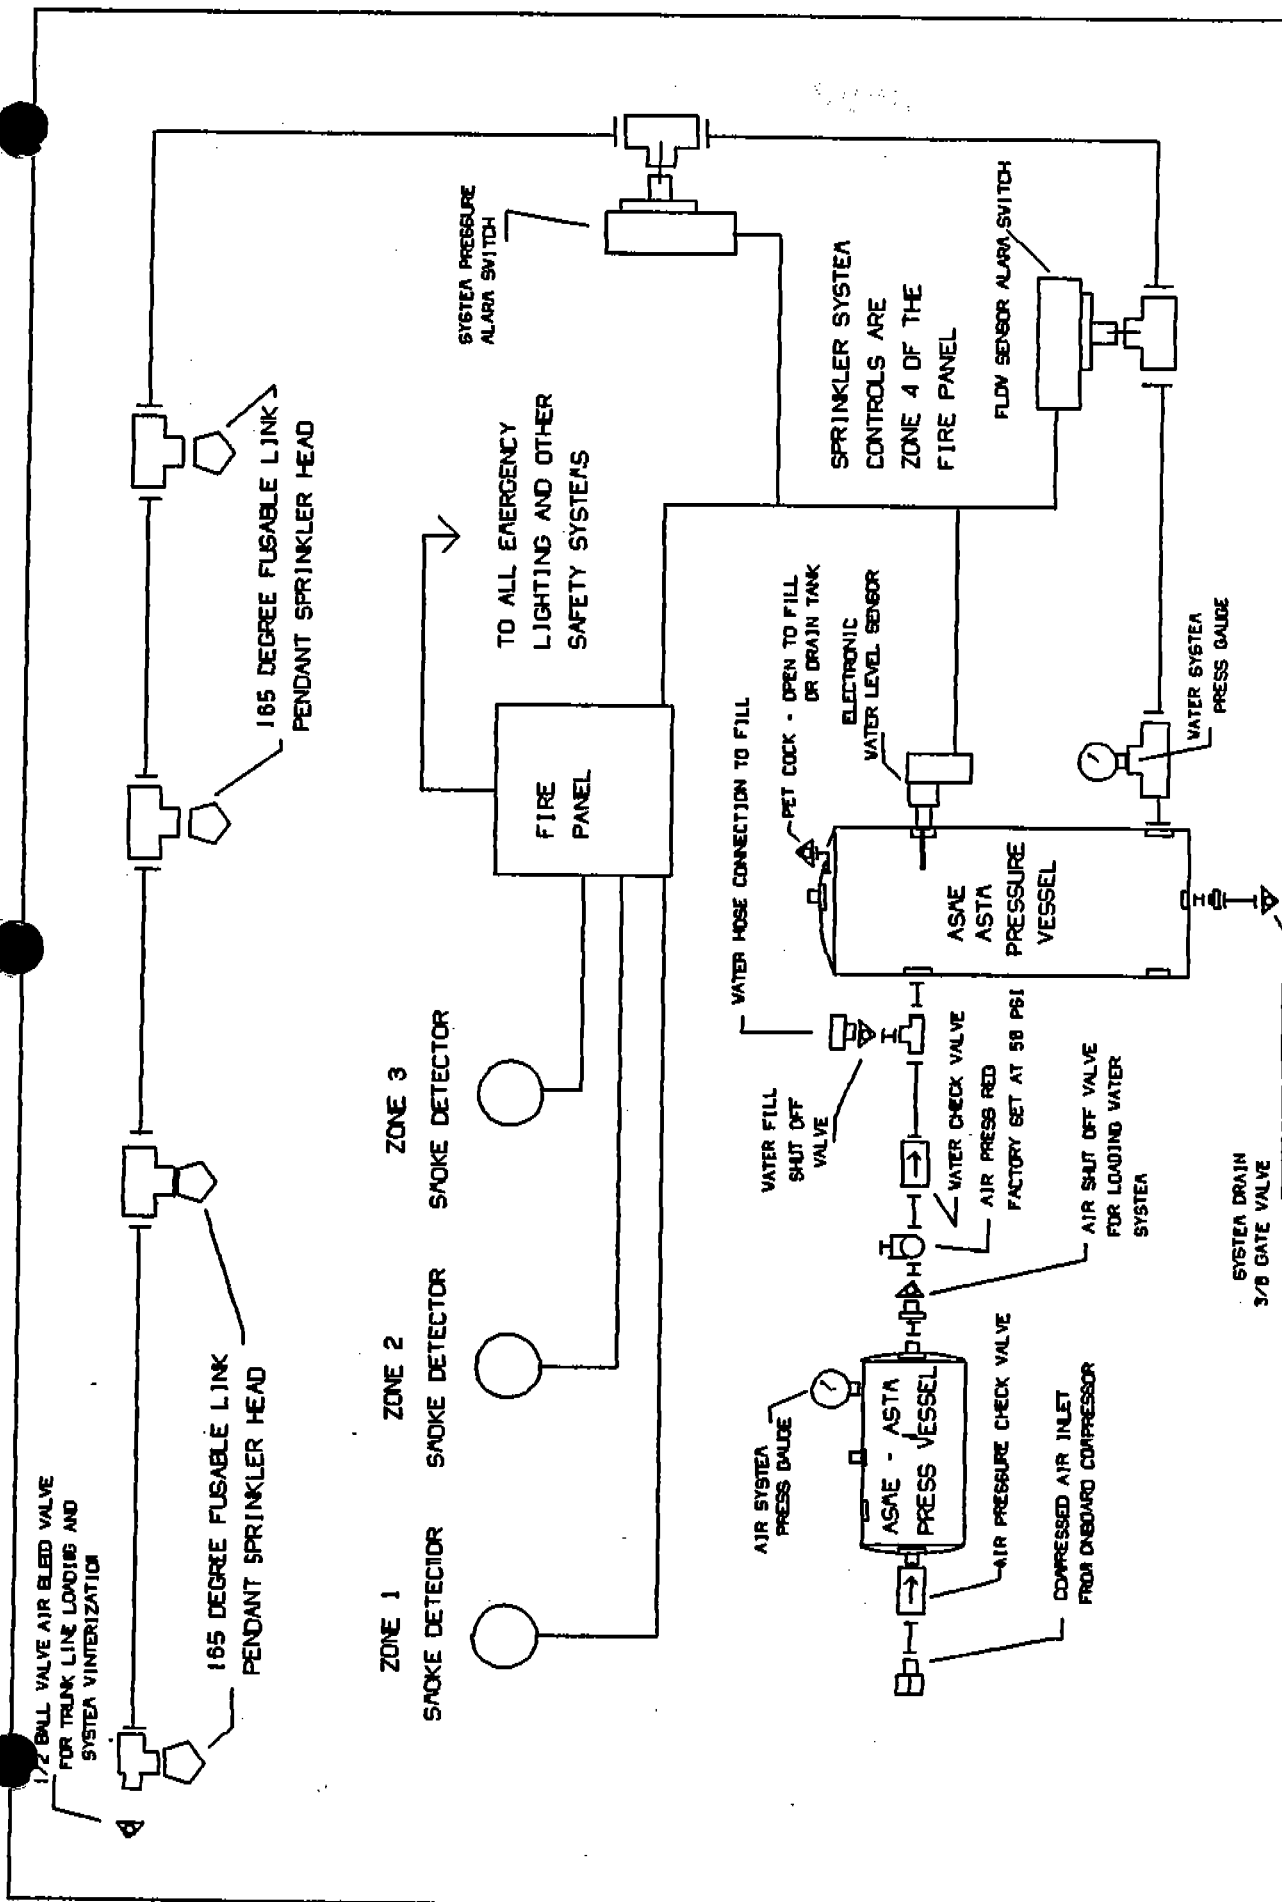 1/2 BALL VALVE AIR BLEED VALVE
FOR TRUNK LINE LOADING AND
SYSTEM WINTERIZATION
165 DEGREE FUSABLE LINK
PENDANT SPRINKLER HEAD
165 DEGREE FUSABLE LINK
PENDANT SPRINKLER HEAD
ZONE 1
SMOKE DETECTOR
ZONE 2
SMOKE DETECTOR
ZONE 3
SMOKE DETECTOR
FIRE
PANEL
TO ALL EMERGENCY
LIGHTING AND OTHER
SAFETY SYSTEMS
SYSTEM PRESSURE
ALARM SWITCH
SPRINKLER SYSTEM
CONTROLS ARE
ZONE 4 OF THE
FIRE PANEL
FLOW SENSOR ALARM SWITCH
AIR SYSTEM
PRESS GAUGE
ASME - ASTM
PRESS VESSEL
AIR PRESSURE CHECK VALVE
COMPRESSED AIR INLET
FROM ONBOARD COMPRESSOR
WATER FILL
SHUT OFF
VALVE
WATER HOSE CONNECTION TO FILL
PET COCK - OPEN TO FILL
OR DRAIN TANK
ELECTRONIC
WATER LEVEL SENSOR
WATER CHECK VALVE
AIR PRESS REG
FACTORY SET AT 50 PSI
AIR SHUT OFF VALVE
FOR LOADING WATER
SYSTEM
ASME
ASTM
PRESSURE
VESSEL
WATER SYSTEM
PRESS GAUGE
SYSTEM DRAIN
3/8 GATE VALVE